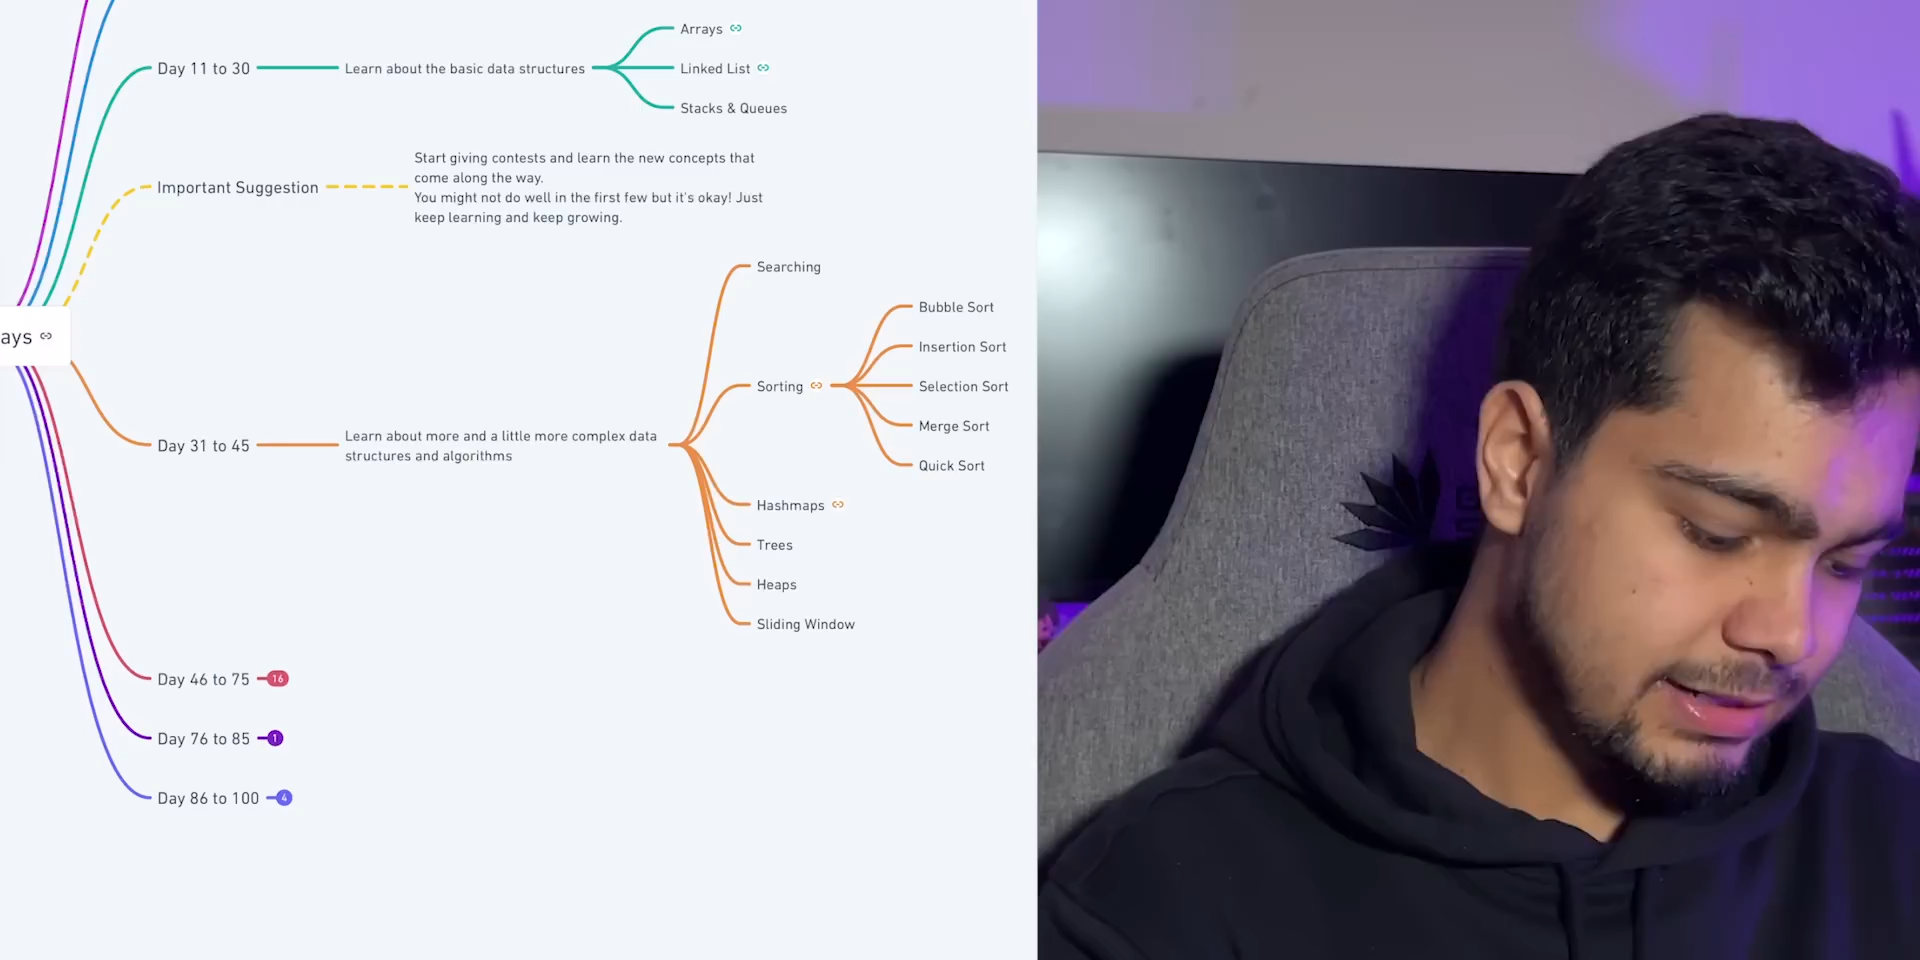 Arrays
Day 11 to 30
Learn about the basic data structures
Linked List
Stacks & Queues
Important Suggestion
Start giving contests and learn the new concepts that
come along the way.
You might not do well in the first few but it's okay! Just
keep learning and keep growing.
ays
Day 31 to 45
Learn about more and a little more complex data
structures and algorithms
Searching
Sorting
Bubble Sort
Insertion Sort
Selection Sort
Merge Sort
Quick Sort
Hashmaps
Trees
Heaps
Sliding Window
Day 46 to 75
16
Day 76 to 85
1
Day 86 to 100
4